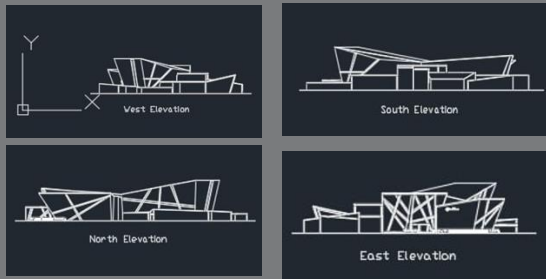 Y
X
West Elevation
South Elevation
North Elevation
East Elevation